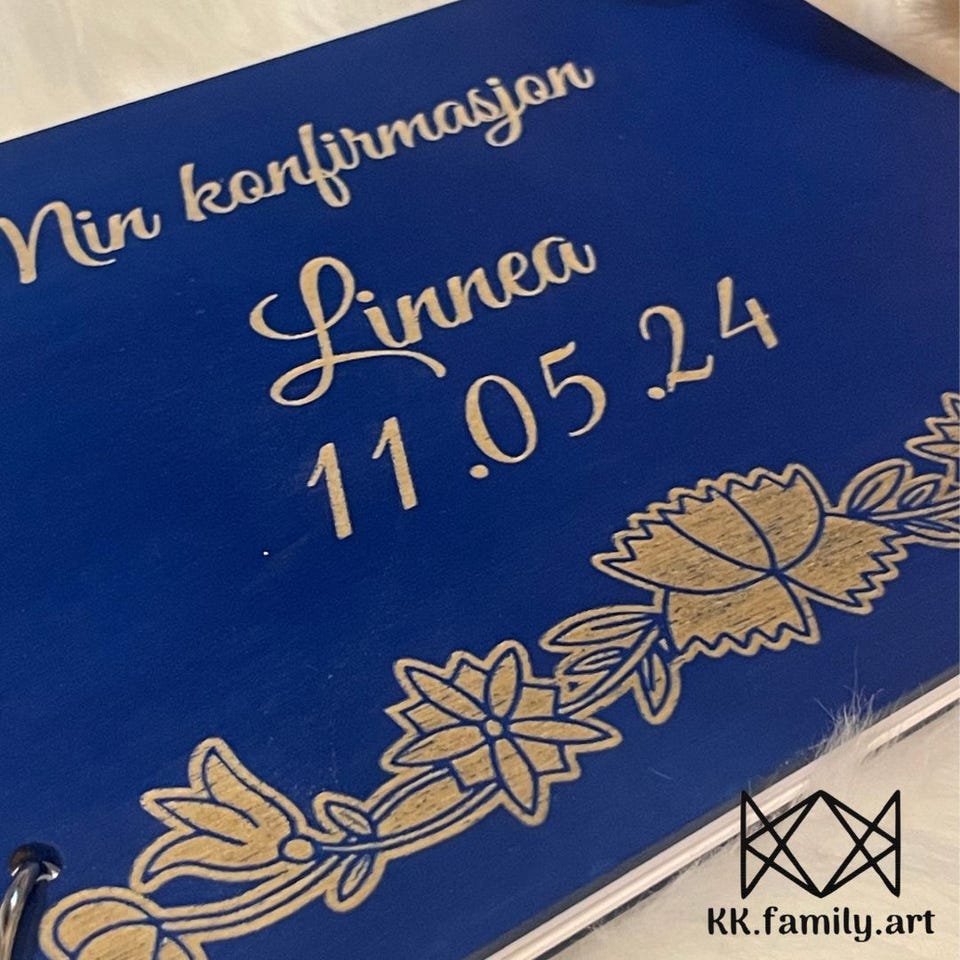 Min konfirmasjon
Linnea
11.05.24
KK.family.art